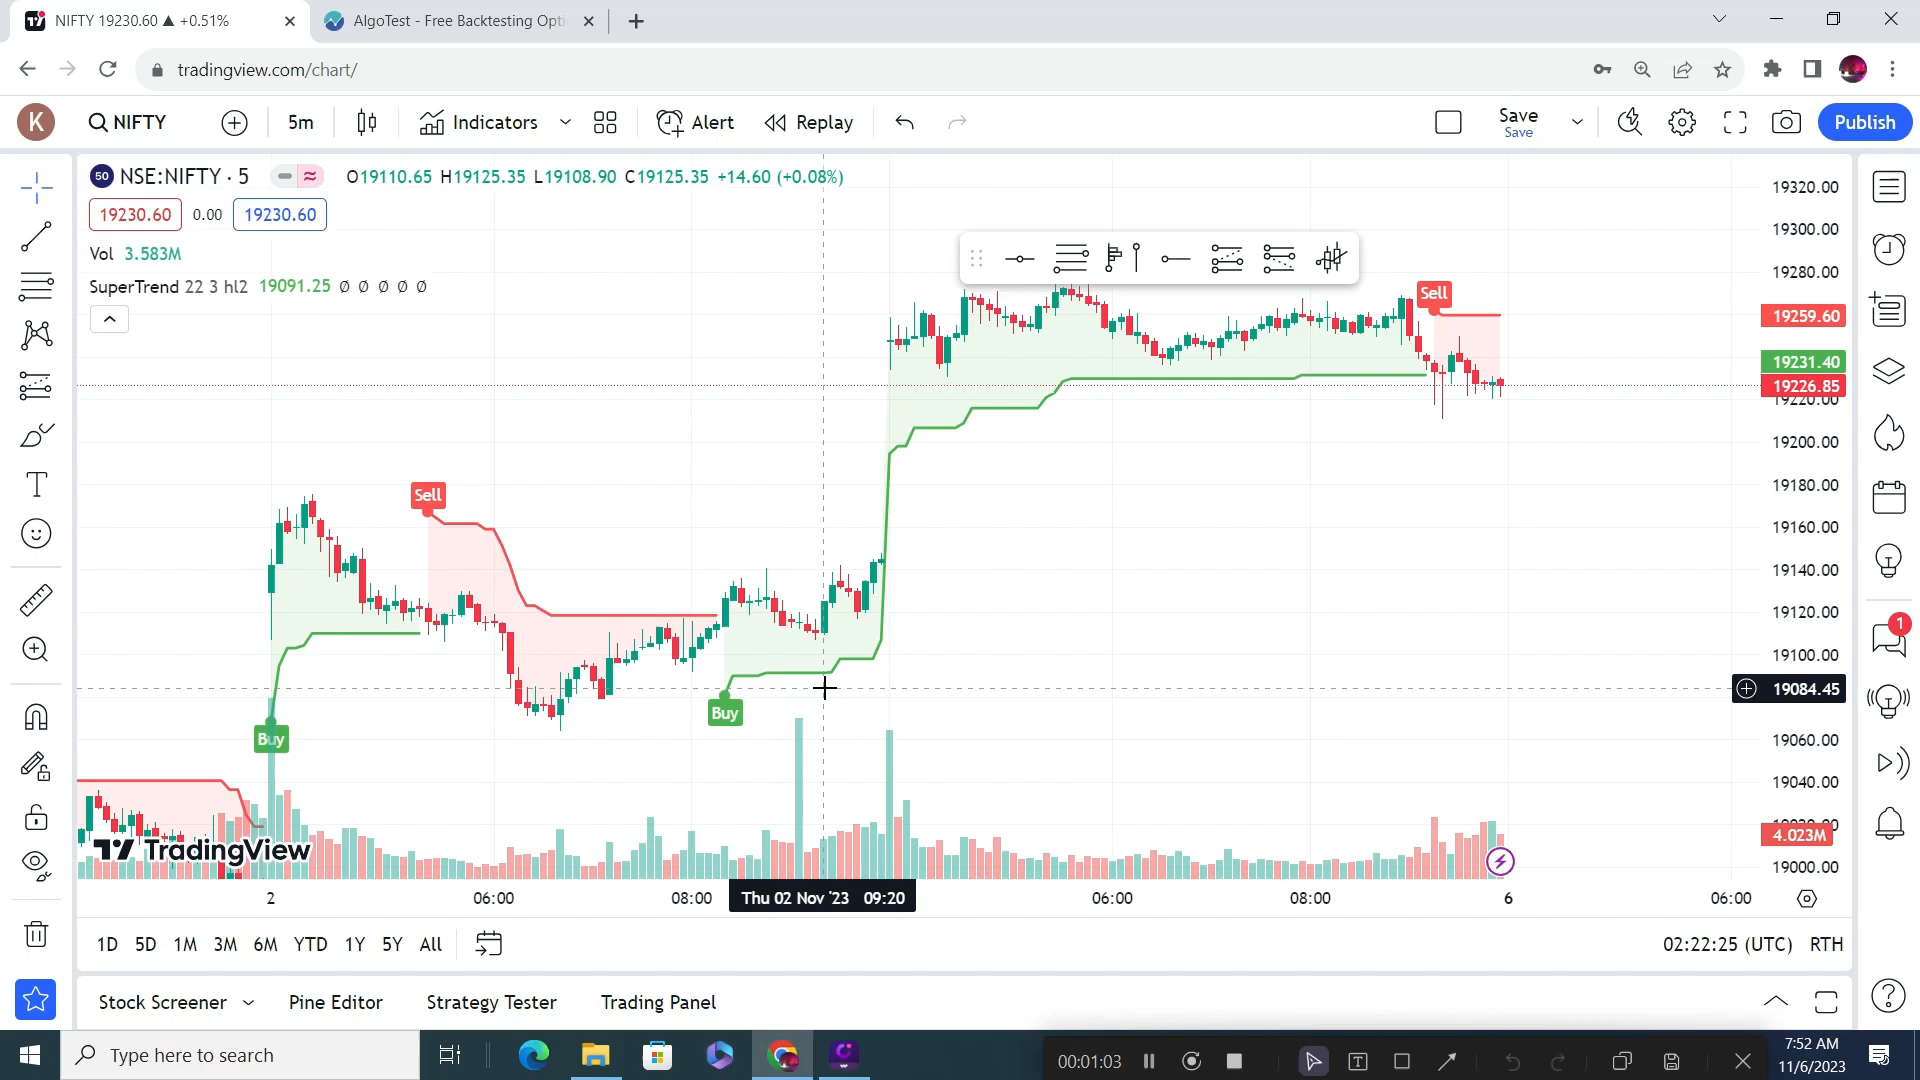 NIFTY 19230.60 ▲ +0.51%
AlgoTest - Free Backtesting Opti
tradingview.com/chart/
K
NIFTY
5m
Indicators
Alert
Replay
Save
Save
Publish
50
NSE:NIFTY · 5
O19110.65 H19125.35 L19108.90 C19125.35 +14.60 (+0.08%)
19230.60
0.00
19230.60
Vol 3.583M
SuperTrend 22 3 hl2 19091.25 Ø Ø Ø Ø Ø
Sell
Sell
Buy
Buy
19320.00
19300.00
19280.00
19259.60
19231.40
19226.85
19220.00
19200.00
19180.00
19160.00
19140.00
19120.00
19100.00
19084.45
19060.00
19040.00
4.023M
19000.00
1
TradingView
2
06:00
08:00
Thu 02 Nov '23 09:20
06:00
08:00
6
06:00
1D 5D 1M 3M 6M YTD 1Y 5Y All
02:22:25 (UTC)
RTH
Stock Screener
Pine Editor
Strategy Tester
Trading Panel
Type here to search
00:01:03
7:52 AM
11/6/2023